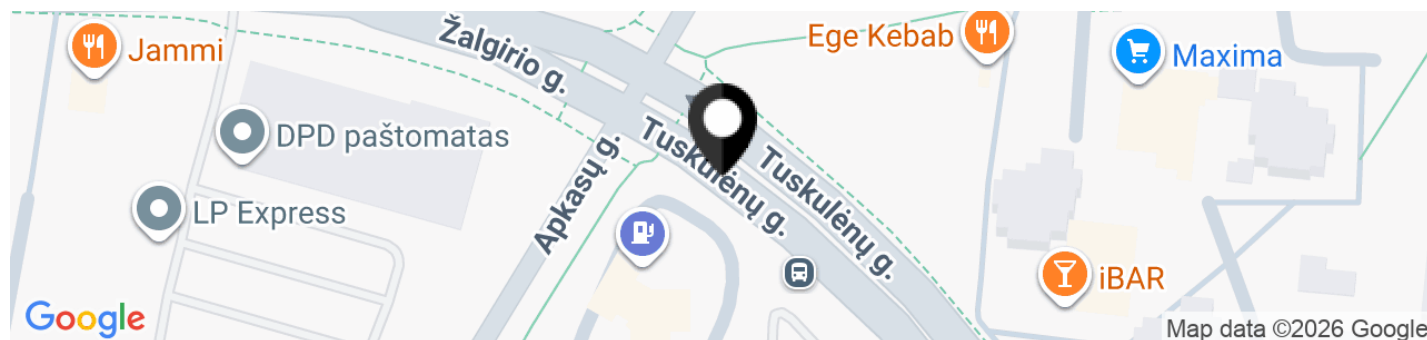 Jammi
Žalgirio g.
Ege Kebab
Maxima
DPD paštomatas
Tuskulėnų g.
Tuskulėnų g.
Apkasų g.
LP Express
iBAR
Google
Map data ©2026 Google